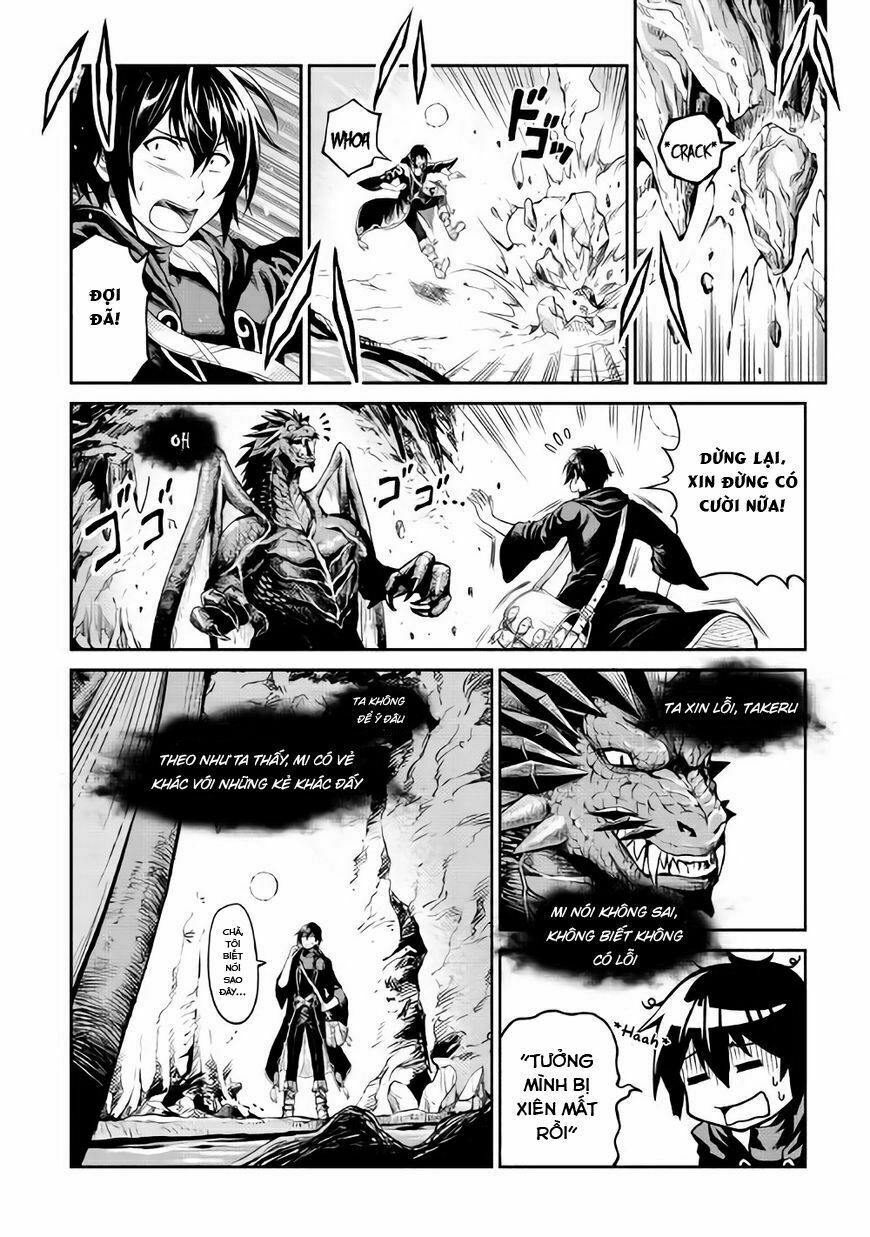 *CRACK*
WHOA
ドドゴゴ
ĐỢI
ĐÃ!
DỪNG LẠI,
XIN ĐỪNG CÓ
CƯỜI NỮA!
ゴゴ...
OH
ゴゴ
TA XIN LỖI, TAKERU
MI NÓI KHÔNG SAI,
KHÔNG BIẾT KHÔNG
CÓ LỖI
*Haah*
"TƯỞNG
MÌNH BỊ
XIÊN MẤT
RỒI"
TA KHÔNG
ĐỂ Ý ĐÂU
THEO NHƯ TA THẤY, MI CÓ VẺ
KHÁC VỚI NHỮNG KẺ KHÁC ĐẤY
CHÀ,
TÔI
BIẾT
NÓI
SAO
ĐÂY...